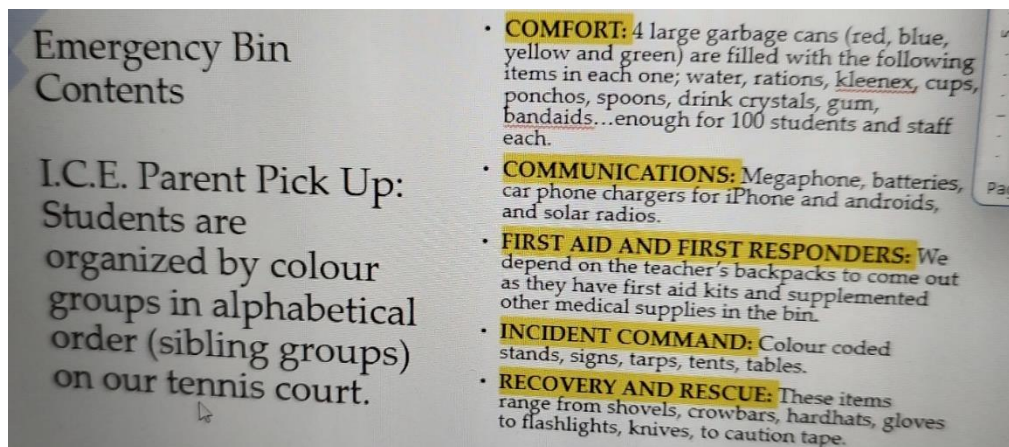 Emergency Bin
Contents
I.C.E. Parent Pick Up:
Students are
organized by colour
groups in alphabetical
order (sibling groups)
on our tennis court.
• COMFORT: 4 large garbage cans (red, blue,
yellow and green) are filled with the following
items in each one; water, rations, kleenex, cups,
ponchos, spoons, drink crystals, gum,
bandaids...enough for 100 students and staff
each.
• COMMUNICATIONS: Megaphone, batteries,
car phone chargers for iPhone and androids,
and solar radios.
• FIRST AID AND FIRST RESPONDERS: We
depend on the teacher's backpacks to come out
as they have first aid kits and supplemented
other medical supplies in the bin.
• INCIDENT COMMAND: Colour coded
stands, signs, tarps, tents, tables.
• RECOVERY AND RESCUE: These items
range from shovels, crowbars, hardhats, gloves
to flashlights, knives, to caution tape.